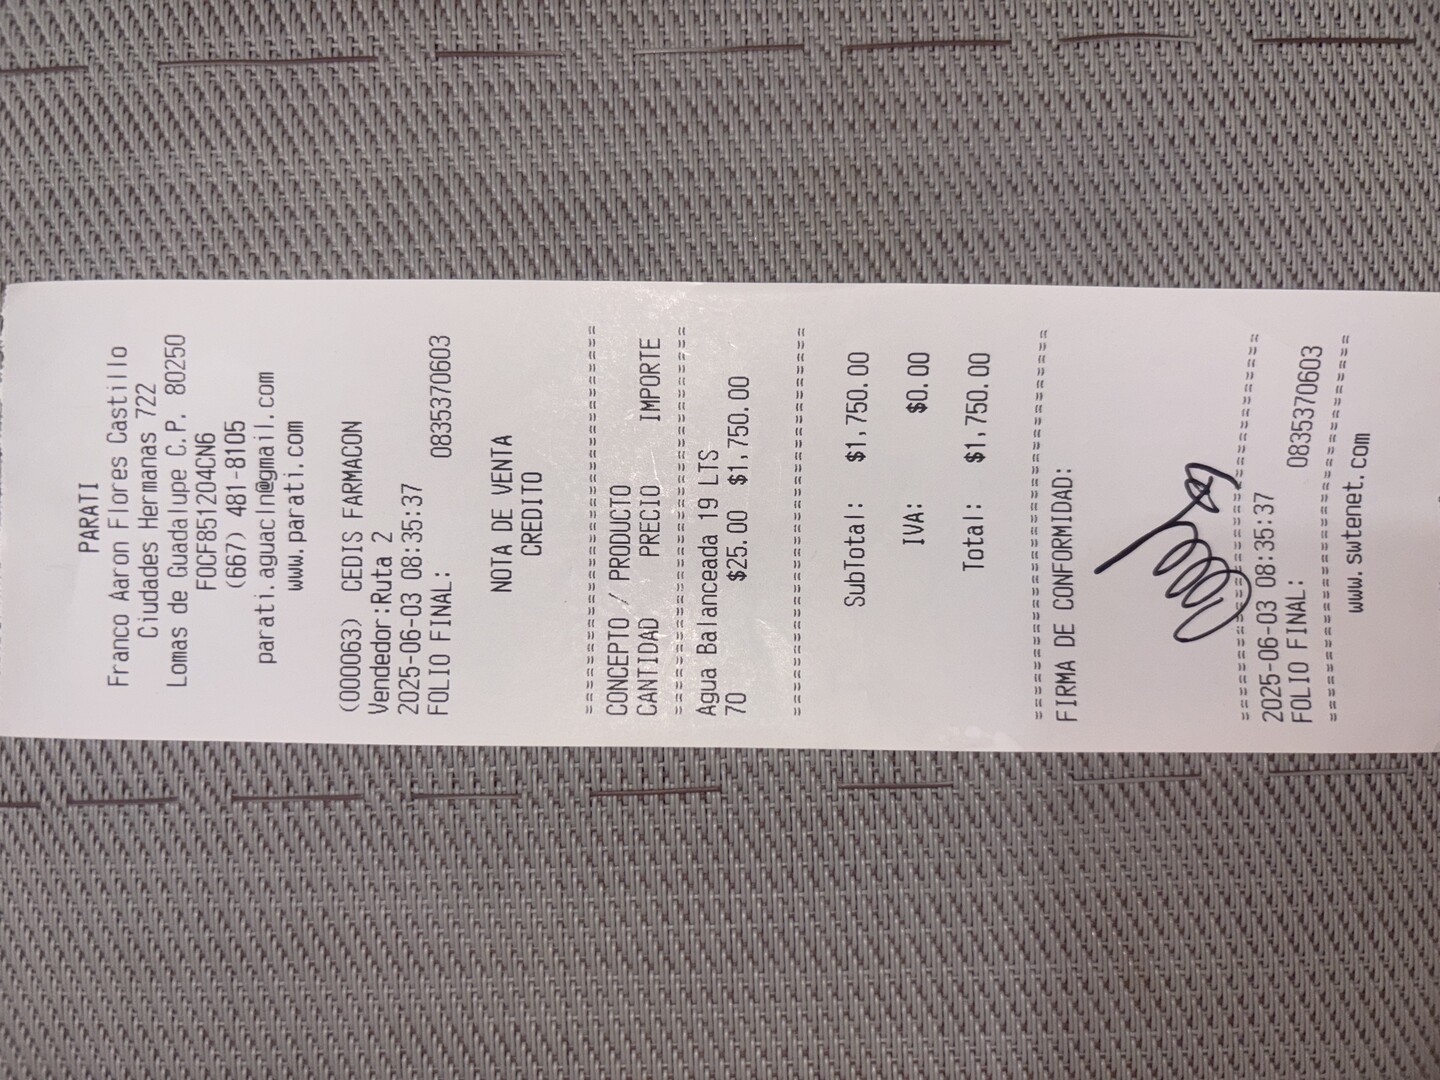 PARATI
Franco Aaron Flores Castillo
Ciudades Hermanas 722
Lomas de Guadalupe C.P. 80250
FOCF851204CN6
(667) 481-8105
parati.aguacln@gmail.com
www.parati.com
(000063) CEDIS FARMACON
Vendedor:Ruta 2
2025-06-03 08:35:37
FOLIO FINAL: 0835370603
NOTA DE VENTA
CREDITO
==============================
CONCEPTO / PRODUCTO
CANTIDAD PRECIO IMPORTE
==============================
Agua Balanceada 19 LTS
70 $25.00 $1,750.00
==============================
SubTotal: $1,750.00
IVA: $0.00
Total: $1,750.00
==============================
FIRMA DE CONFORMIDAD:
==============================
2025-06-03 08:35:37
FOLIO FINAL: 0835370603
==============================
www.swtenet.com